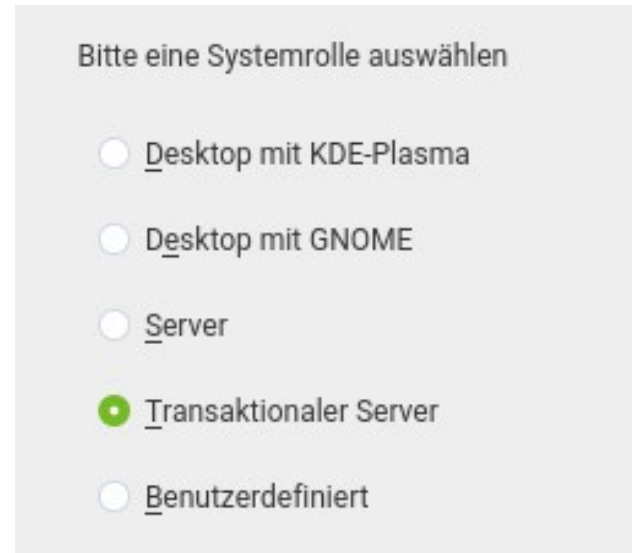 Bitte eine Systemrolle auswählen
Desktop mit KDE-Plasma
Desktop mit GNOME
Server
Transaktionaler Server
Benutzerdefiniert